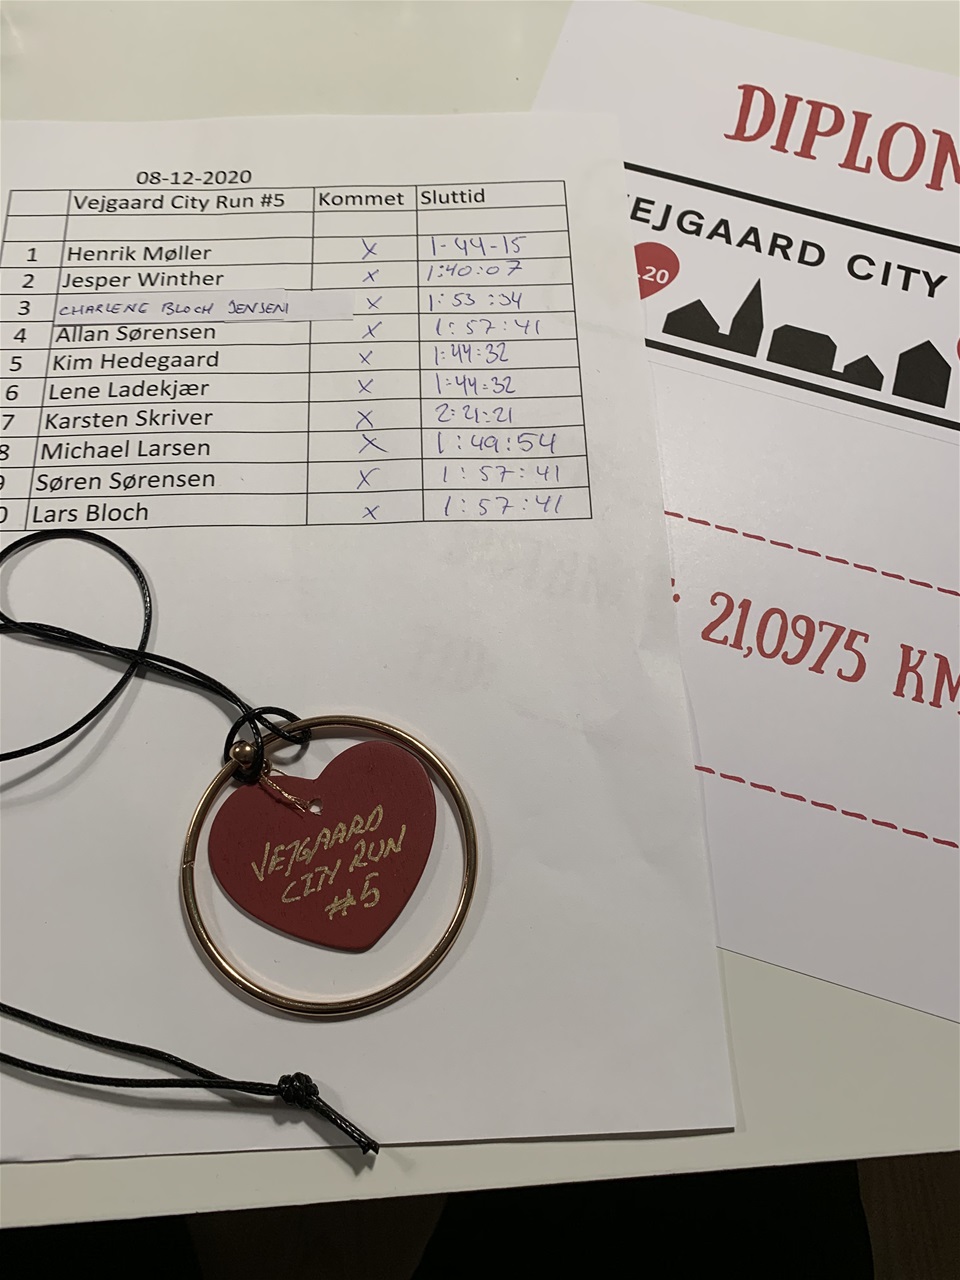 08-12-2020
Vejgaard City Run #5 Kommet Sluttid
1 Henrik Møller X 1-44-15
2 Jesper Winther X 1:40:07
3 CHARLENE BLOCH JENSEN X 1:53:34
4 Allan Sørensen X 1:57:41
5 Kim Hedegaard X 1:44:32
6 Lene Ladekjær X 1:44:32
7 Karsten Skriver X 2:21:21
8 Michael Larsen X 1:49:54
9 Søren Sørensen X 1:57:41
0 Lars Bloch X 1:57:41
DIPLOM
VEJGAARD CITY
.20
: 21,0975 KM
VEJGAARD
CITY RUN
#5